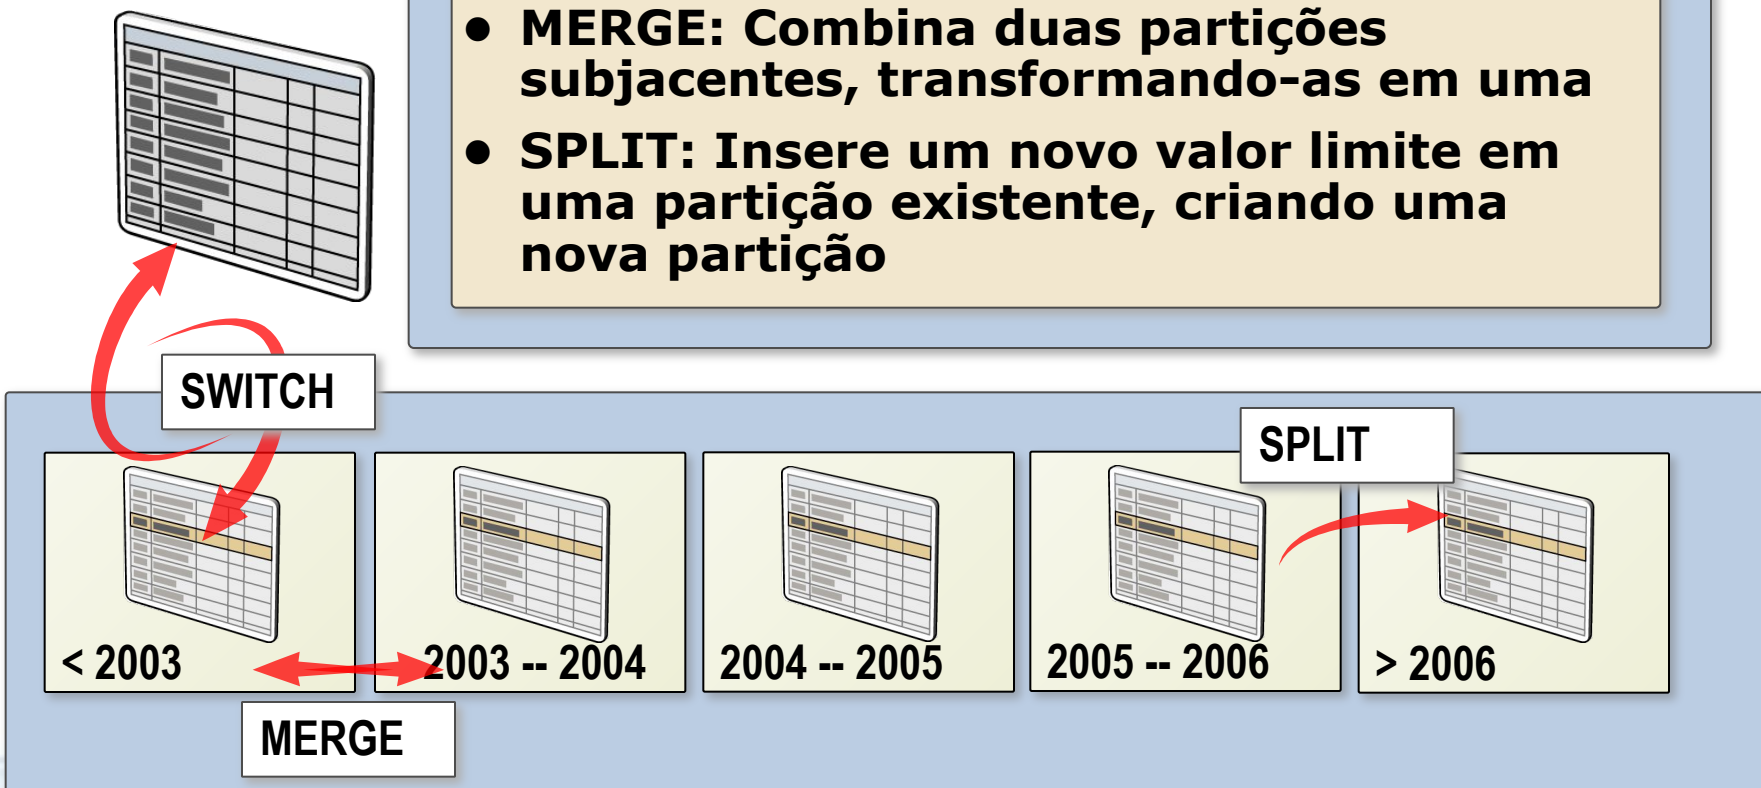 ● MERGE: Combina duas partições
subjacentes, transformando-as em uma
● SPLIT: Insere um novo valor limite em
uma partição existente, criando uma
nova partição
SWITCH
SPLIT
< 2003
2003 -- 2004
2004 -- 2005
2005 -- 2006
> 2006
MERGE